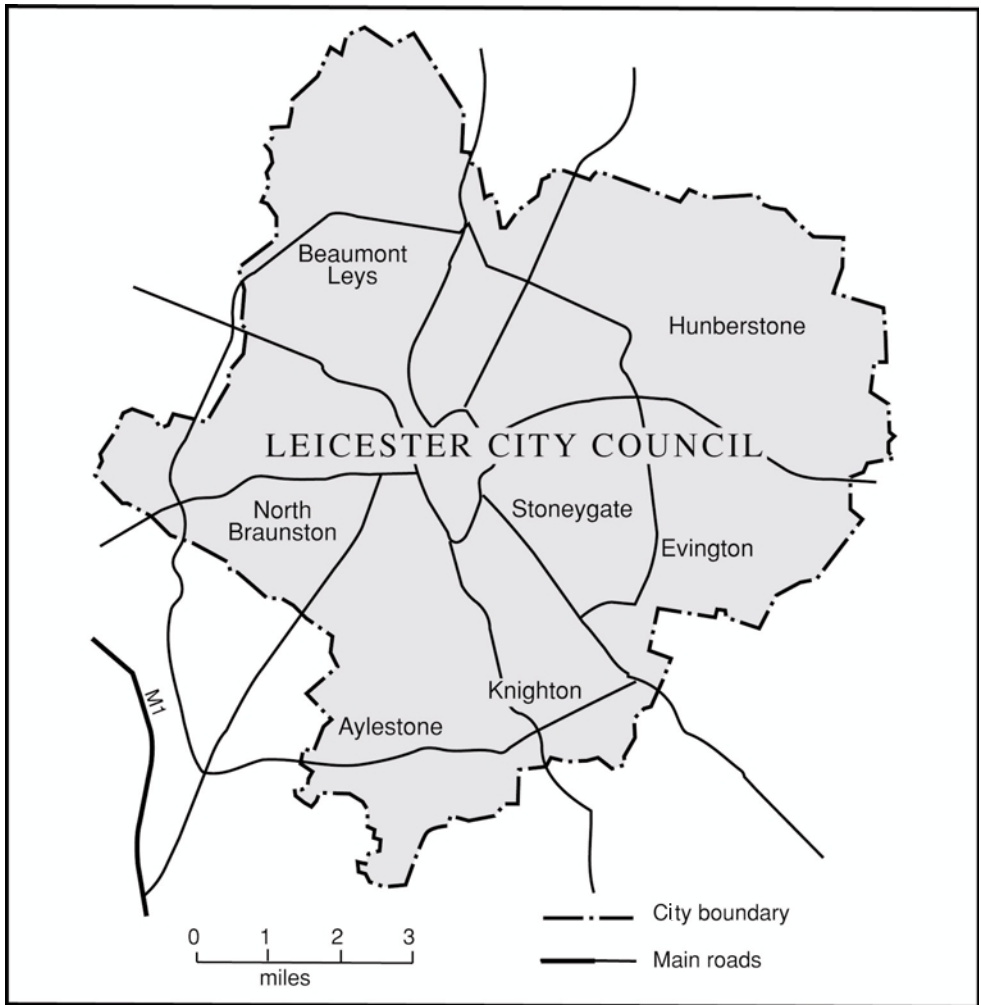 Beaumont
Leys
Hunberstone
LEICESTER CITY COUNCIL
North
Braunston
Stoneygate
Evington
Knighton
M1
Aylestone
City boundary
0 1 2 3
Main roads
miles